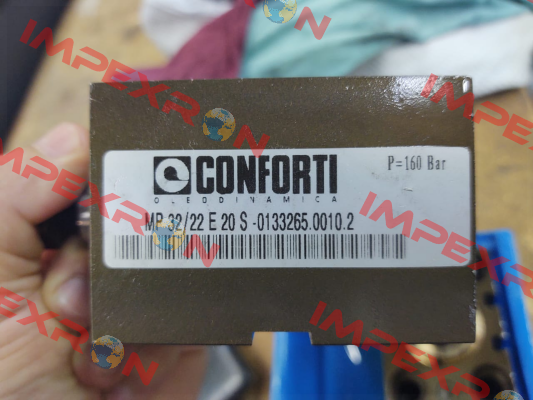 CONFORTI
P=160 Bar
OLEODINAMICA
MP 32/22 E 20 S -0133265.0010.2
IMPEXRON
IMPEXRON
IMPEXRON
IMPEXRON
IMPEXRON
IMPEXRON